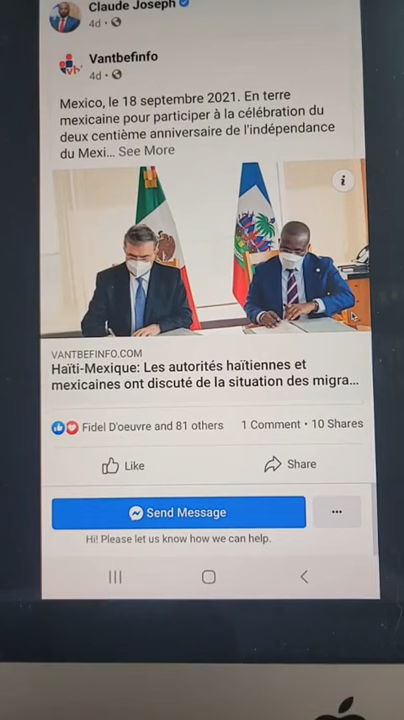 Claude Joseph
4d
Vantbefinfo
4d
Mexico, le 18 septembre 2021. En terre
mexicaine pour participer à la célébration du
deux centième anniversaire de l'indépendance
du Mexi... See More
VANTBEFINFO.COM
Haïti-Mexique: Les autorités haïtiennes et
mexicaines ont discuté de la situation des migra...
Fidel D'oeuvre and 81 others 1 Comment • 10 Shares
Like Share
Send Message
...
Hi! Please let us know how we can help.